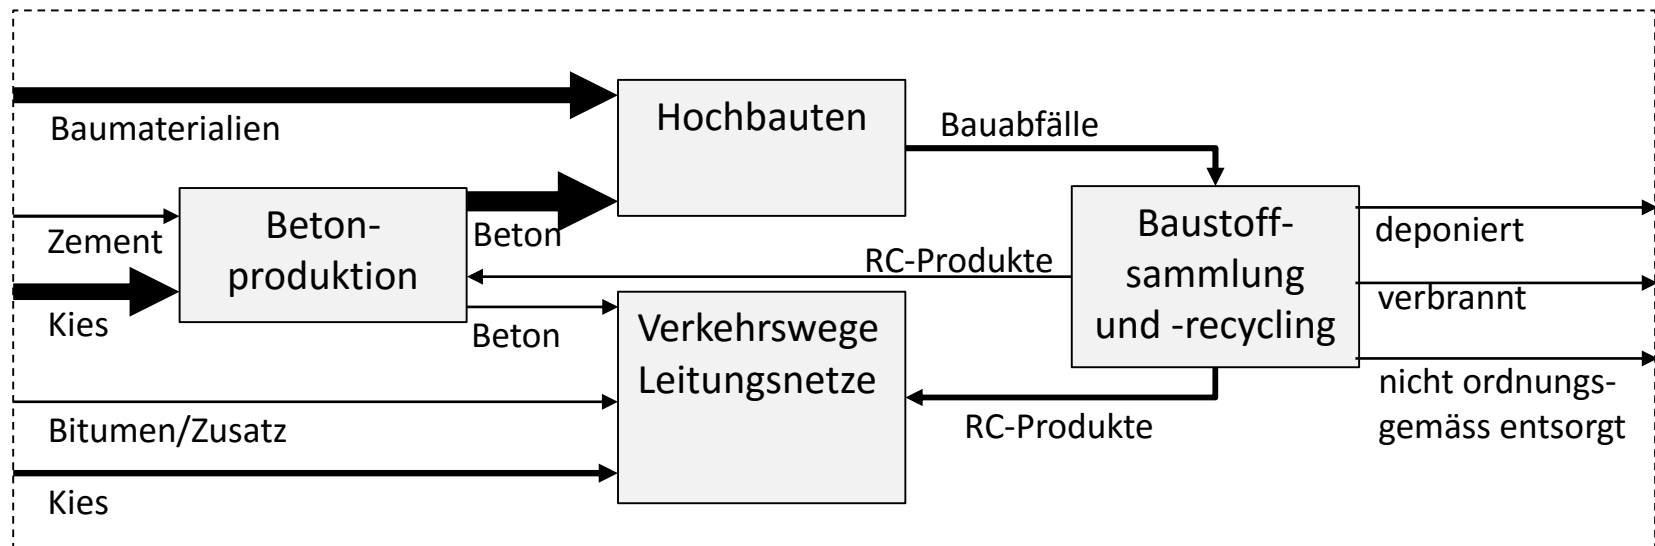 Baumaterialien
Hochbauten
Bauabfälle
Zement
Beton-
produktion
Beton
RC-Produkte
Baustoff-
sammlung
und -recycling
deponiert
verbrannt
nicht ordnungs-
gemäss entsorgt
Kies
Beton
Verkehrswege
Leitungsnetze
RC-Produkte
Bitumen/Zusatz
Kies